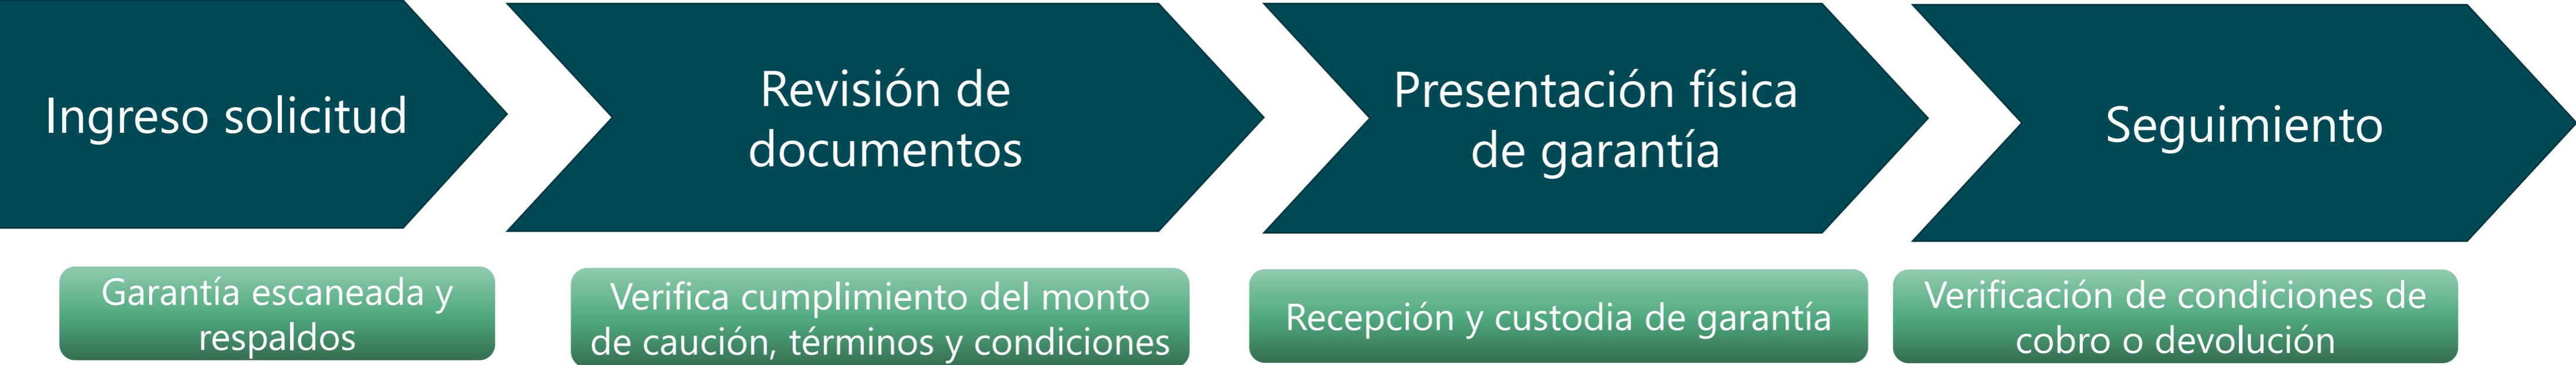 Ingreso solicitud
Revisión de
documentos
Presentación física
de garantía
Seguimiento
Garantía escaneada y
respaldos
Verifica cumplimiento del monto
de caución, términos y condiciones
Recepción y custodia de garantía
Verificación de condiciones de
cobro o devolución